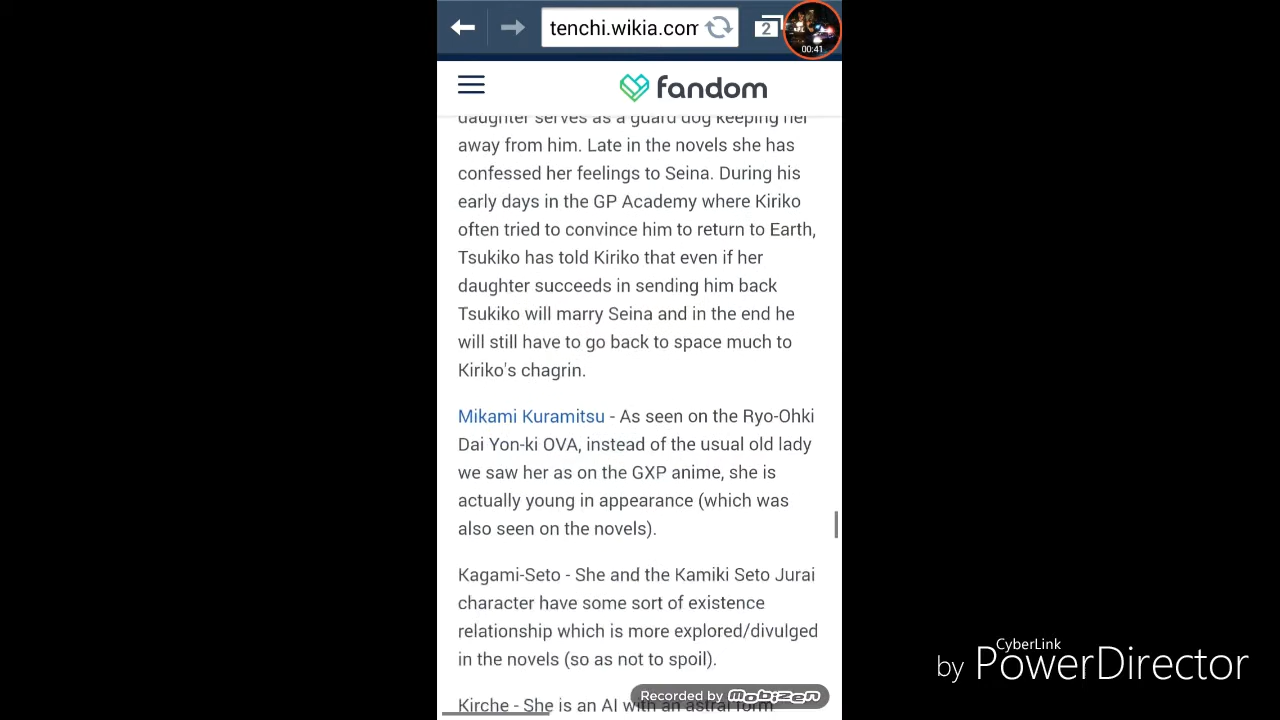 tenchi.wikia.com
2
00:41
fandom
daughter serves as a guard dog keeping her
away from him. Late in the novels she has
confessed her feelings to Seina. During his
early days in the GP Academy where Kiriko
often tried to convince him to return to Earth,
Tsukiko has told Kiriko that even if her
daughter succeeds in sending him back
Tsukiko will marry Seina and in the end he
will still have to go back to space much to
Kiriko's chagrin.
Mikami Kuramitsu - As seen on the Ryo-Ohki
Dai Yon-ki OVA, instead of the usual old lady
we saw her as on the GXP anime, she is
actually young in appearance (which was
also seen on the novels).
Kagami-Seto - She and the Kamiki Seto Jurai
character have some sort of existence
relationship which is more explored/divulged
in the novels (so as not to spoil).
Kirche - She is an AI with an astral form
Recorded by mobizen
by CyberLink PowerDirector